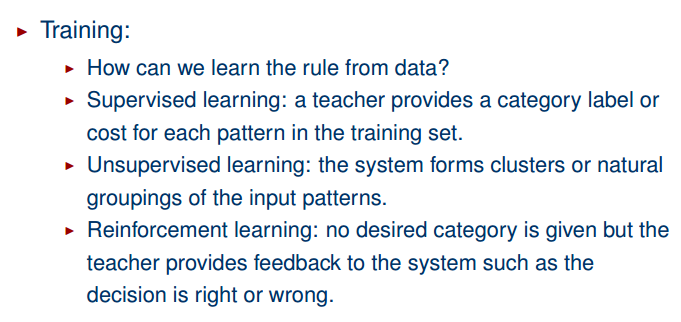 Training:
How can we learn the rule from data?
Supervised learning: a teacher provides a category label or
cost for each pattern in the training set.
Unsupervised learning: the system forms clusters or natural
groupings of the input patterns.
Reinforcement learning: no desired category is given but the
teacher provides feedback to the system such as the
decision is right or wrong.